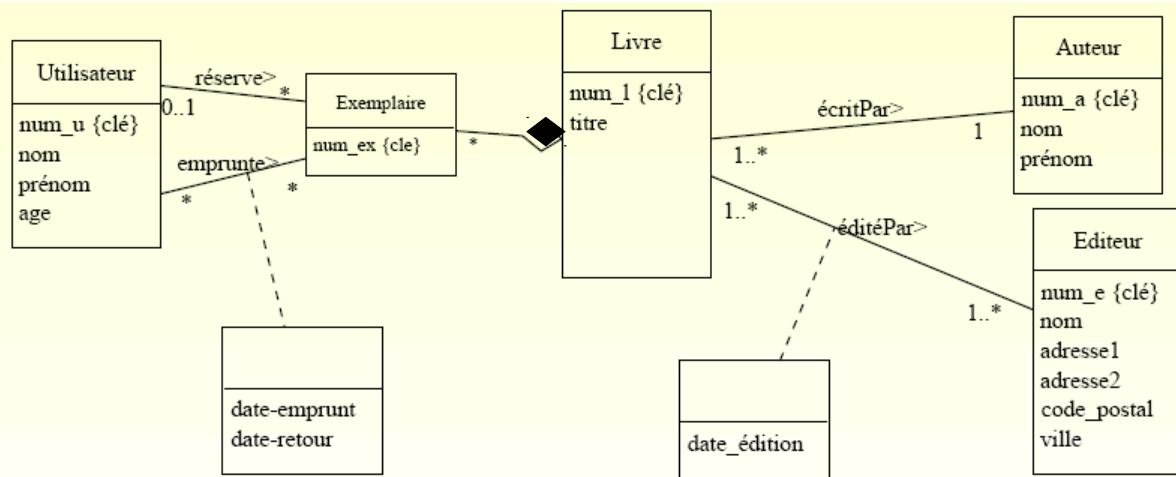 Utilisateur
num_u {clé}
nom
prénom
age
réserve>
0..1
*
emprunte>
*
*
Exemplaire
num_ex {cle}
*
Livre
num_l {clé}
titre
écritPar>
1..*
1
Auteur
num_a {clé}
nom
prénom
éditéPar>
1..*
1..*
Editeur
num_e {clé}
nom
adresse1
adresse2
code_postal
ville
date-emprunt
date-retour
date_édition